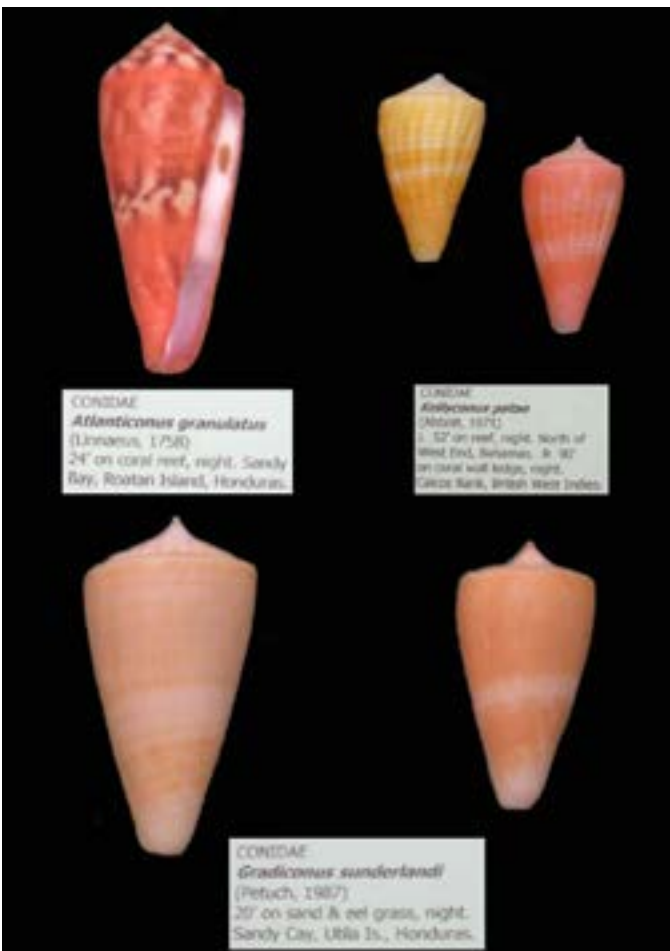 CONIDAE
Atlanticonus granulatus
(Linnaeus, 1758)
24' on coral reef, night. Sandy
Bay, Roatan Island, Honduras.
CONIDAE
(Abbott, 1971)
52' on reef, night. North of
West End, Bahamas. R 90'
on coral wall ledge, night.
Caicos Bank, British West Indies.
CONIDAE
Gradiconus sunderlandi
(Petuch, 1987)
20' on sand & eel grass, night.
Sandy Cay, Utila Is., Honduras.